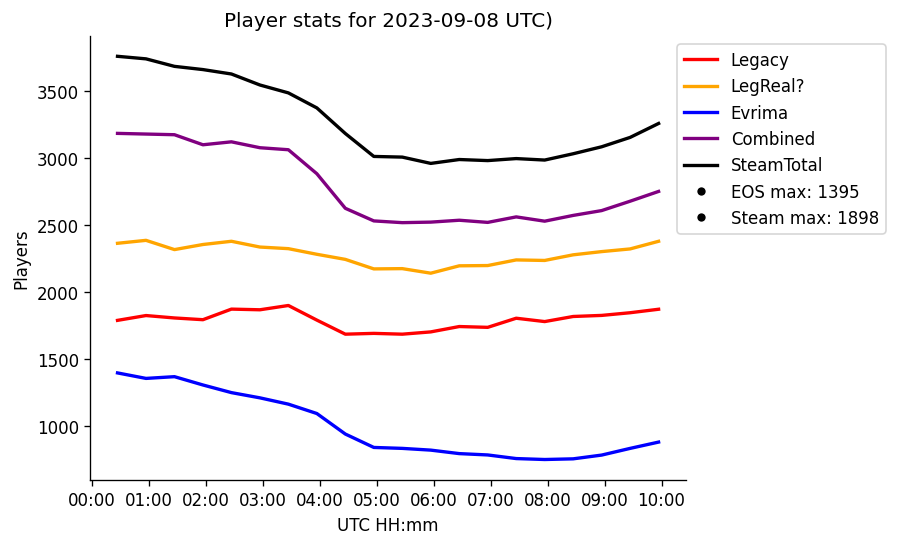 Player stats for 2023-09-08 UTC)
Players
3500
3000
2500
2000
1500
1000
00:00 01:00 02:00 03:00 04:00 05:00 06:00 07:00 08:00 09:00 10:00
UTC HH:mm
Legacy
LegReal?
Evrima
Combined
SteamTotal
EOS max: 1395
Steam max: 1898